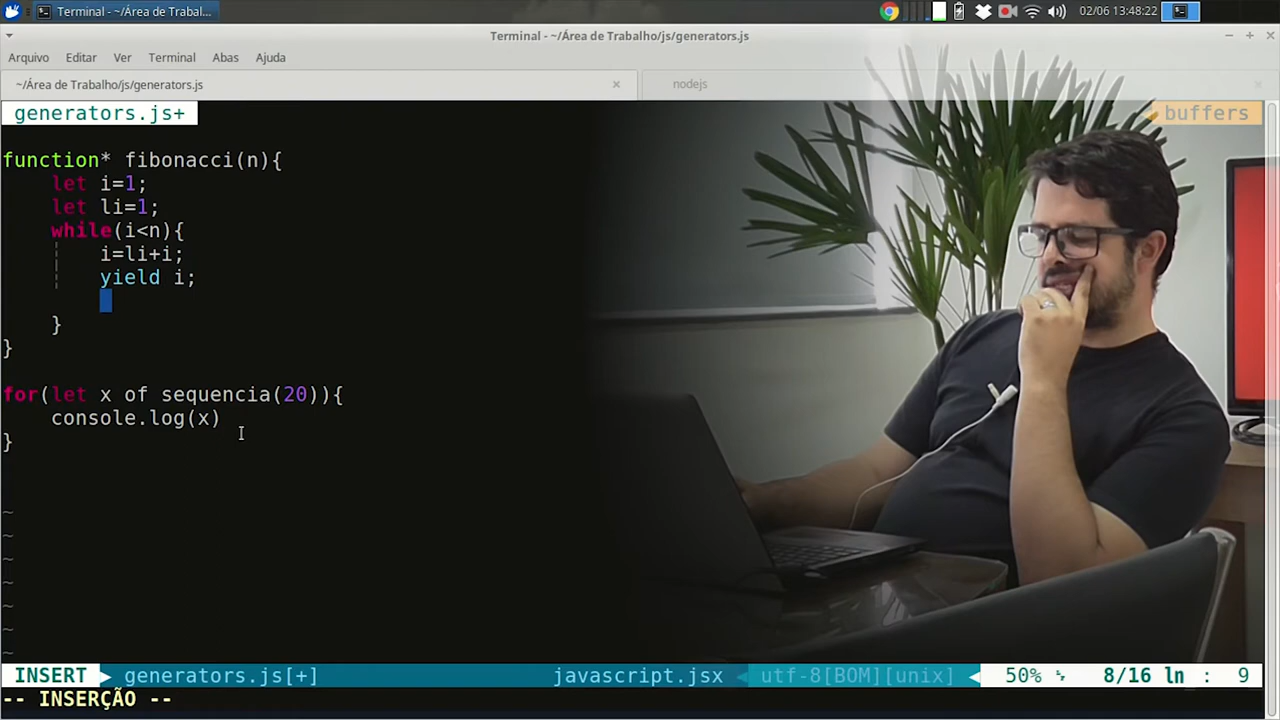 Terminal - ~/Área de Trabal...
02/06 13:48:22
Terminal - ~/Área de Trabalho/js/generators.js
Arquivo Editar Ver Terminal Abas Ajuda
~/Área de Trabalho/js/generators.js
nodejs
generators.js+
buffers
function* fibonacci(n){
let i=1;
let li=1;
while(i<n){
i=li+i;
yield i;
}
}
for(let x of sequencia(20)){
console.log(x)
}
~
~
~
~
~
~
~
INSERT generators.js[+] javascript.jsx utf-8[BOM][unix] 50% 8/16 ln : 9
-- INSERÇÃO --